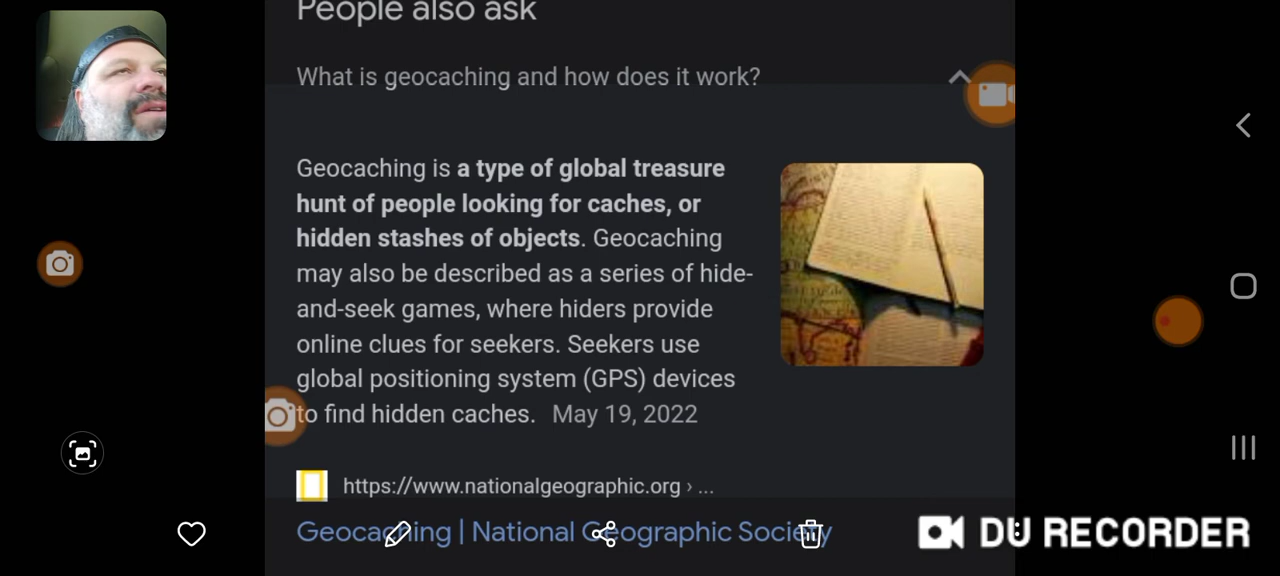 People also ask
What is geocaching and how does it work?
Geocaching is a type of global treasure
hunt of people looking for caches, or
hidden stashes of objects. Geocaching
may also be described as a series of hide-
and-seek games, where hiders provide
online clues for seekers. Seekers use
global positioning system (GPS) devices
to find hidden caches. May 19, 2022
https://www.nationalgeographic.org › ...
Geocaching | National Geographic Society
DU RECORDER